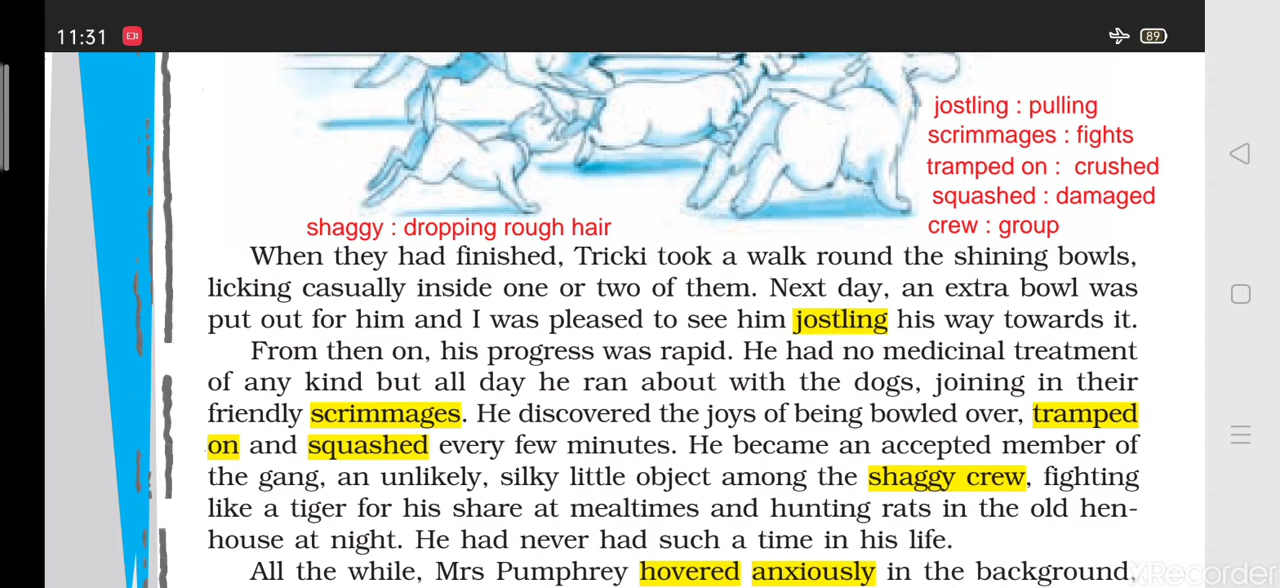 11:31
89
jostling : pulling
scrimmages : fights
tramped on : crushed
squashed : damaged
crew : group
shaggy : dropping rough hair
When they had finished, Tricki took a walk round the shining bowls,
licking casually inside one or two of them. Next day, an extra bowl was
put out for him and I was pleased to see him jostling his way towards it.
From then on, his progress was rapid. He had no medicinal treatment
of any kind but all day he ran about with the dogs, joining in their
friendly scrimmages. He discovered the joys of being bowled over, tramped
on and squashed every few minutes. He became an accepted member of
the gang, an unlikely, silky little object among the shaggy crew, fighting
like a tiger for his share at mealtimes and hunting rats in the old hen-
house at night. He had never had such a time in his life.
All the while, Mrs Pumphrey hovered anxiously in the background,
XRecorder